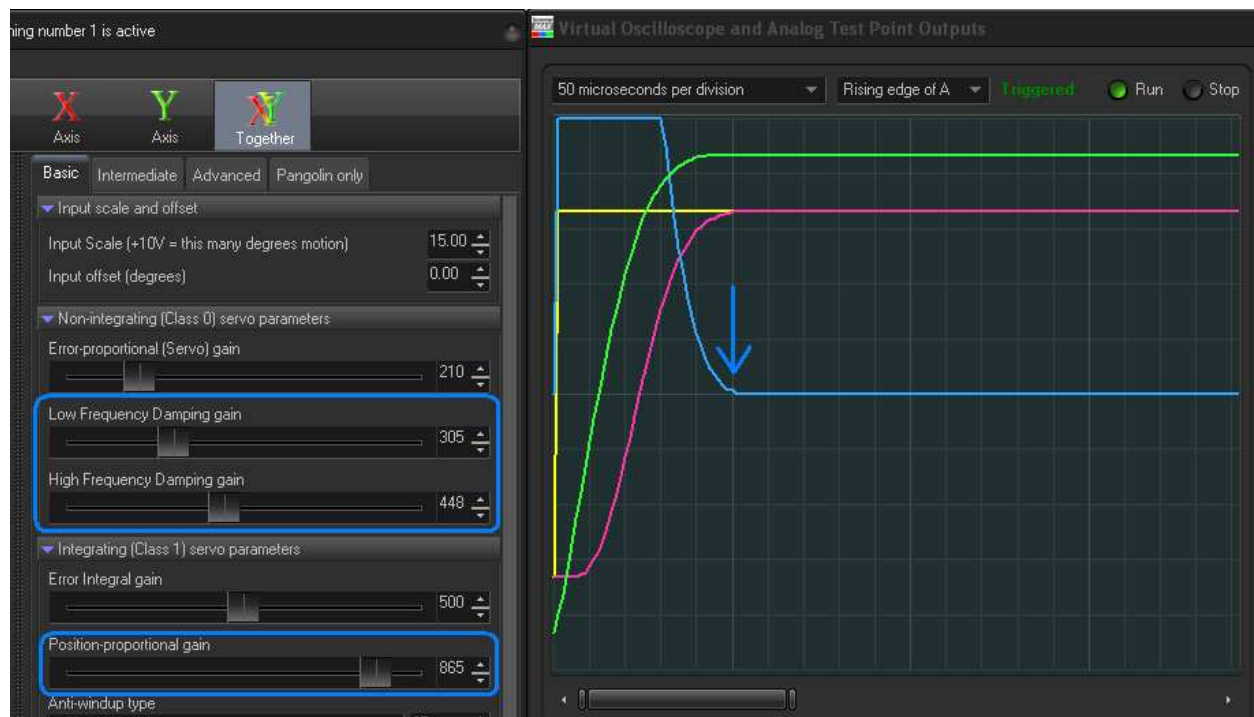 ning number 1 is active
X
Axis
Y
Axis
XY
Together
Basic
Intermediate
Advanced
Pangolin only
Input scale and offset
Input Scale (+10V = this many degrees motion)
15.00
Input offset (degrees)
0.00
Non-integrating (Class 0) servo parameters
Error-proportional (Servo) gain
210
Low Frequency Damping gain
305
High Frequency Damping gain
448
Integrating (Class 1) servo parameters
Error Integral gain
500
Position-proportional gain
865
Anti-windup type
Virtual Oscilloscope and Analog Test Point Outputs
50 microseconds per division
Rising edge of A
Triggered
Run
Stop